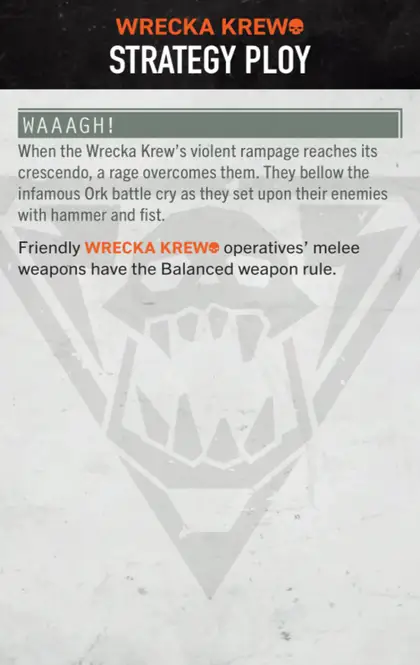 WRECKA KREW
STRATEGY PLOY
WAAAGH!
When the Wrecka Krew's violent rampage reaches its
crescendo, a rage overcomes them. They bellow the
infamous Ork battle cry as they set upon their enemies
with hammer and fist.
Friendly WRECKA KREW operatives' melee
weapons have the Balanced weapon rule.